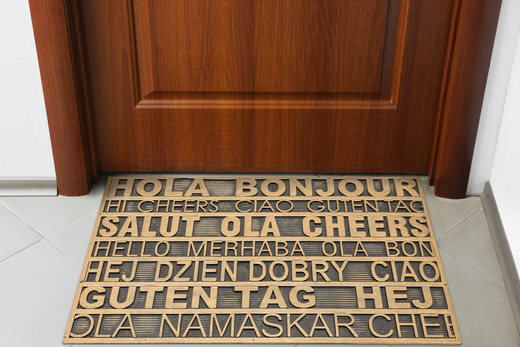 HOLA BONJOUR
HI CHEERS CIAO GUTEN TAG
SALUT OLA CHEERS
HELLO MERHABA OLA BON
HEJ DZIEN DOBRY CIAO
GUTEN TAG HEJ
OLA NAMASKAR CHEE